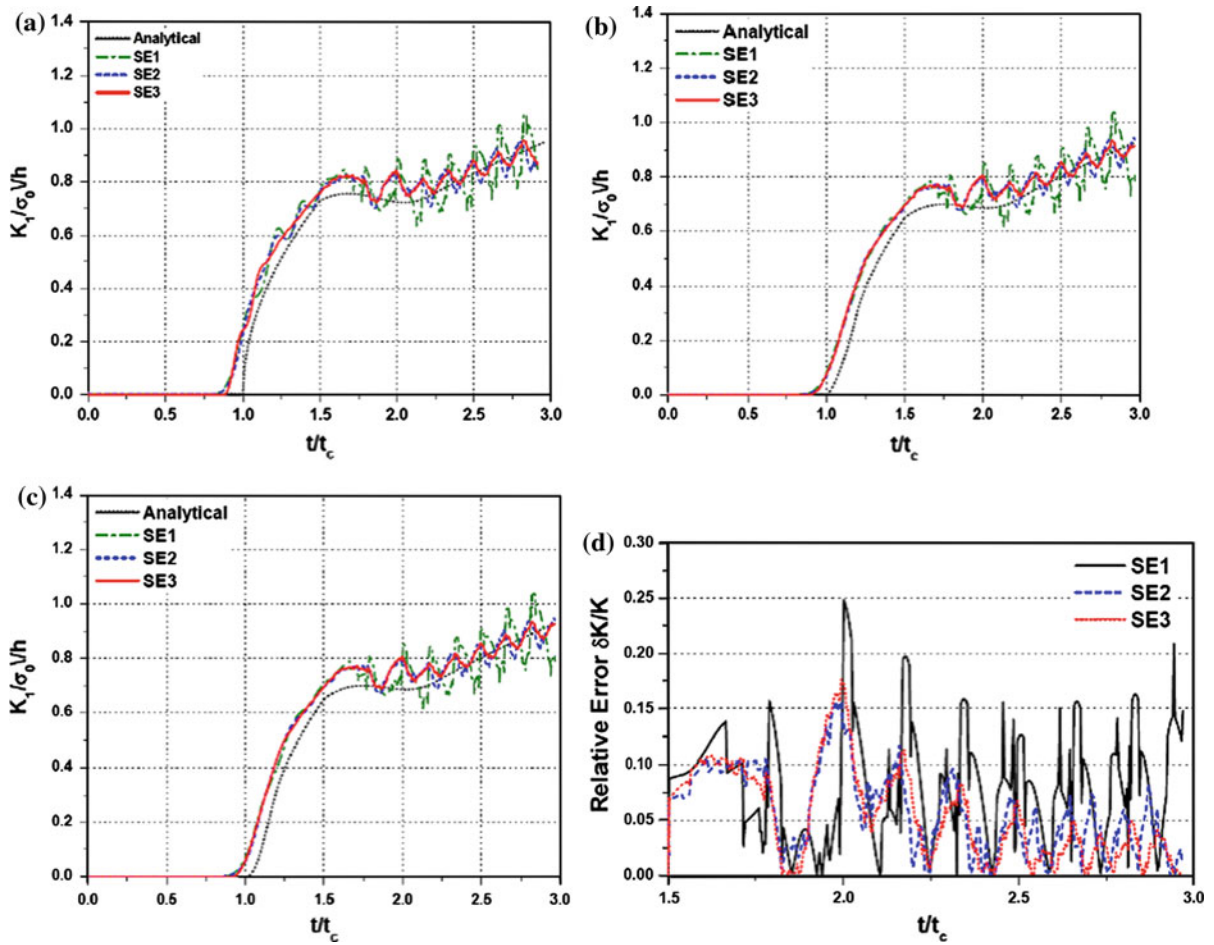 (a)
1.4
1.2
1.0
0.8
0.6
0.4
0.2
0.0
K₁/σ₀√h
Analytical
SE1
SE2
SE3
0.0 0.5 1.0 1.5 2.0 2.5 3.0
t/t_c
(b)
1.4
1.2
1.0
0.8
0.6
0.4
0.2
0.0
K₁/σ₀√h
Analytical
SE1
SE2
SE3
0.0 0.5 1.0 1.5 2.0 2.5 3.0
t/t_c
(c)
1.4
1.2
1.0
0.8
0.6
0.4
0.2
0.0
K₁/σ₀√h
Analytical
SE1
SE2
SE3
0.0 0.5 1.0 1.5 2.0 2.5 3.0
t/t_c
(d)
0.30
0.25
0.20
0.15
0.10
0.05
0.00
Relative Error δK/K
SE1
SE2
SE3
1.5 2.0 2.5 3.0
t/t_c